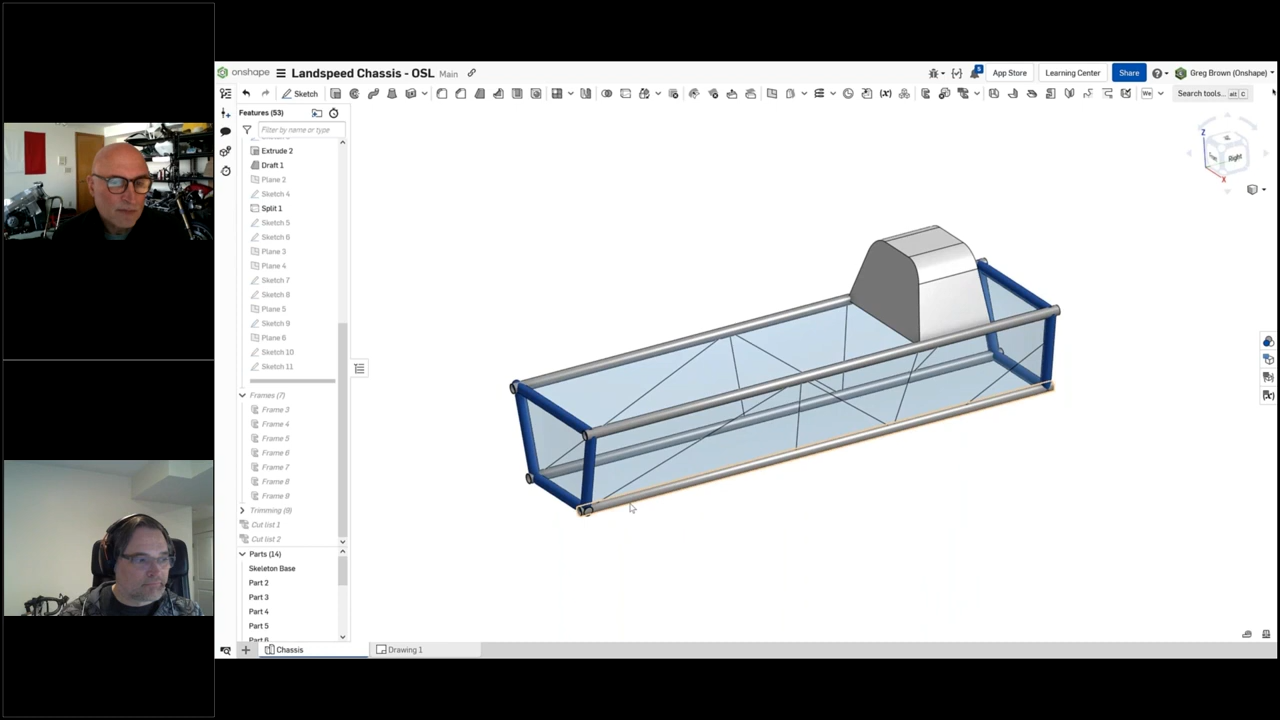 onshape Landspeed Chassis - OSL Main
App Store Learning Center Share Greg Brown (Onshape)
Sketch Search tools... alt C
Features (53)
Filter by name or type
Extrude 2
Draft 1
Plane 2
Sketch 4
Split 1
Sketch 5
Sketch 6
Plane 3
Plane 4
Sketch 7
Sketch 8
Plane 5
Sketch 9
Plane 6
Sketch 10
Sketch 11
Frames (7)
Frame 3
Frame 4
Frame 5
Frame 6
Frame 7
Frame 8
Frame 9
Trimming (9)
Cut list 1
Cut list 2
Parts (14)
Skeleton Base
Part 2
Part 3
Part 4
Part 5
Part 6
Z
Right
X
Chassis Drawing 1